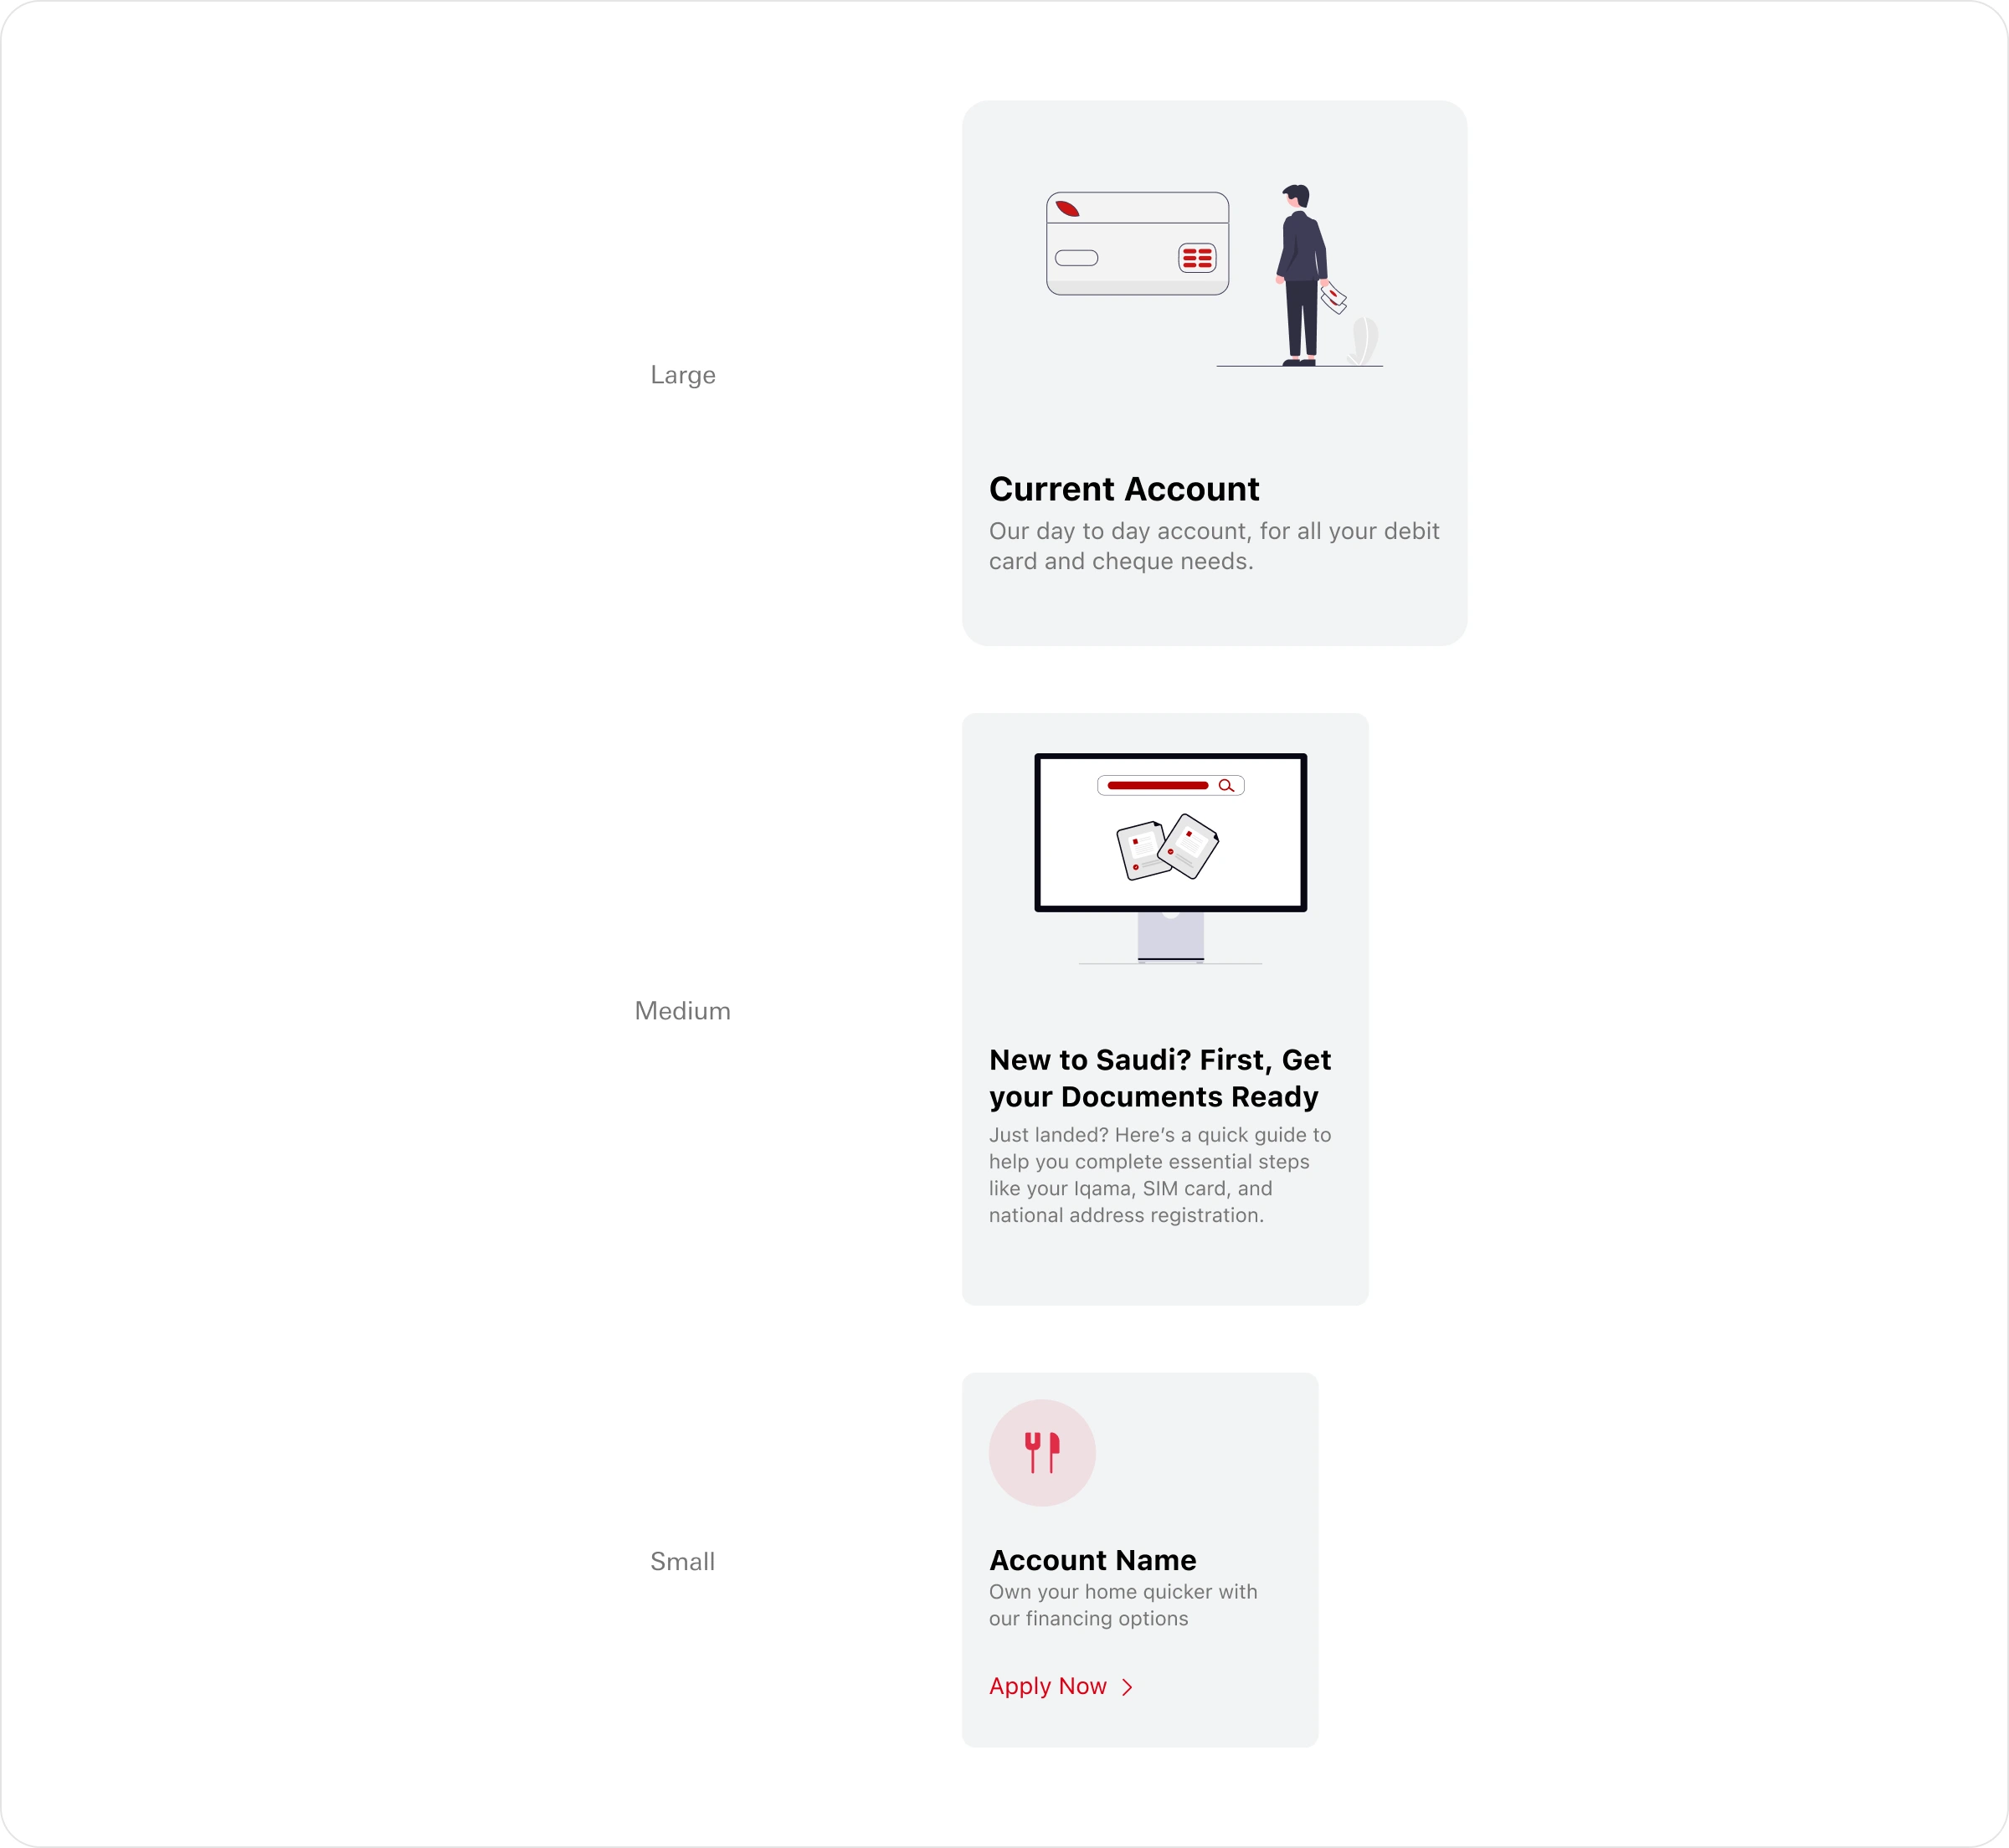 Large
Current Account
Our day to day account, for all your debit
card and cheque needs.
Medium
New to Saudi? First, Get
your Documents Ready
Just landed? Here’s a quick guide to
help you complete essential steps
like your Iqama, SIM card, and
national address registration.
Small
Account Name
Own your home quicker with
our financing options
Apply Now